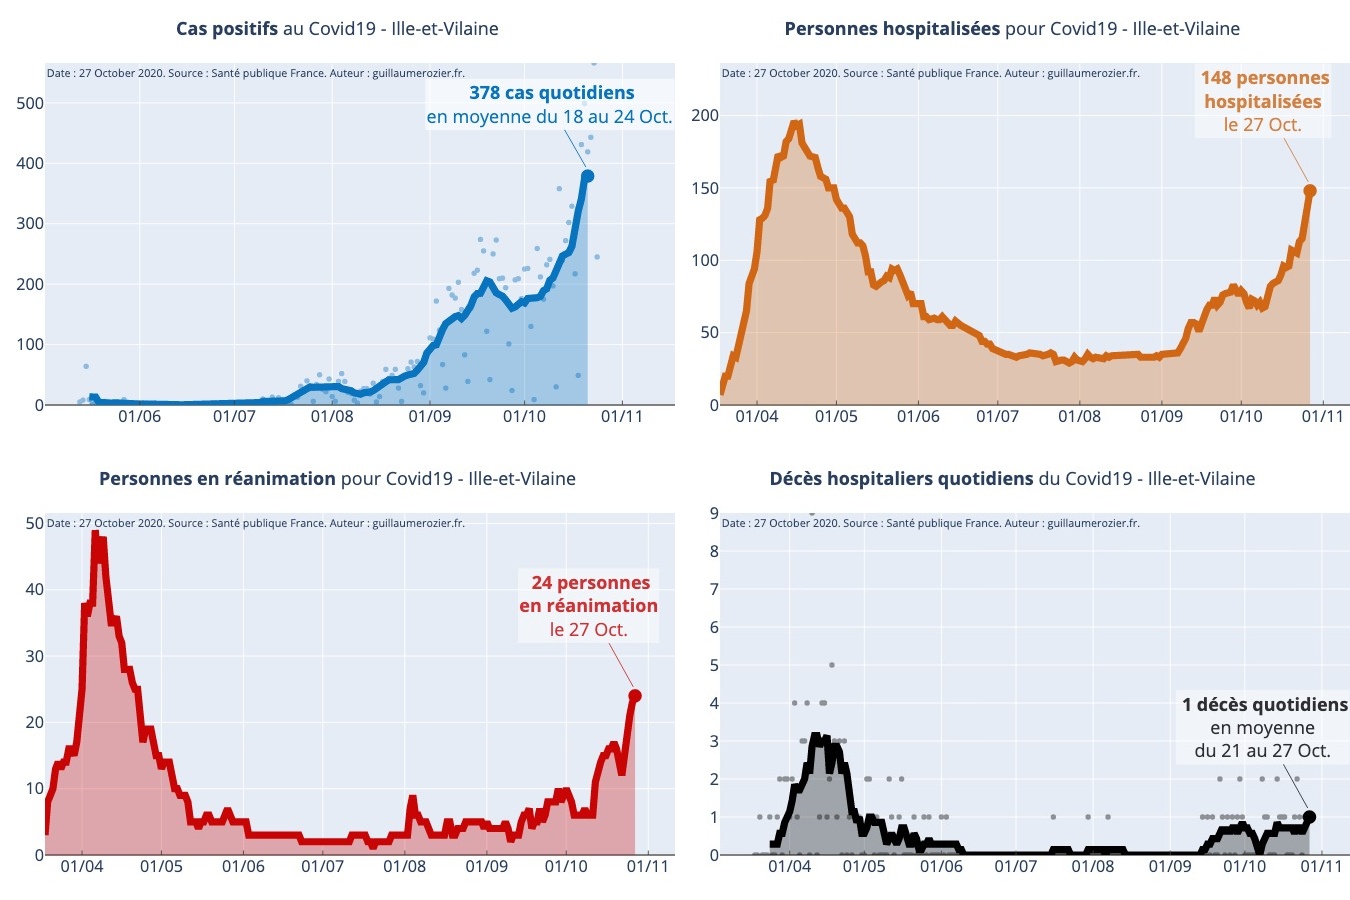 Cas positifs au Covid19 - Ille-et-Vilaine
Date : 27 October 2020. Source : Santé publique France. Auteur : guillaumerozier.fr.
378 cas quotidiens
en moyenne du 18 au 24 Oct.
500
400
300
200
100
0
01/06 01/07 01/08 01/09 01/10 01/11
Personnes hospitalisées pour Covid19 - Ille-et-Vilaine
Date : 27 October 2020. Source : Santé publique France. Auteur : guillaumerozier.fr.
148 personnes
hospitalisées
le 27 Oct.
200
150
100
50
0
01/04 01/05 01/06 01/07 01/08 01/09 01/10 01/11
Personnes en réanimation pour Covid19 - Ille-et-Vilaine
50
Date : 27 October 2020. Source : Santé publique France. Auteur : guillaumerozier.fr.
24 personnes
en réanimation
le 27 Oct.
40
30
20
10
0
01/04 01/05 01/06 01/07 01/08 01/09 01/10 01/11
Décès hospitaliers quotidiens du Covid19 - Ille-et-Vilaine
9
Date : 27 October 2020. Source : Santé publique France. Auteur : guillaumerozier.fr.
8
7
6
5
4
1 décès quotidiens
en moyenne
du 21 au 27 Oct.
3
2
1
0
01/04 01/05 01/06 01/07 01/08 01/09 01/10 01/11